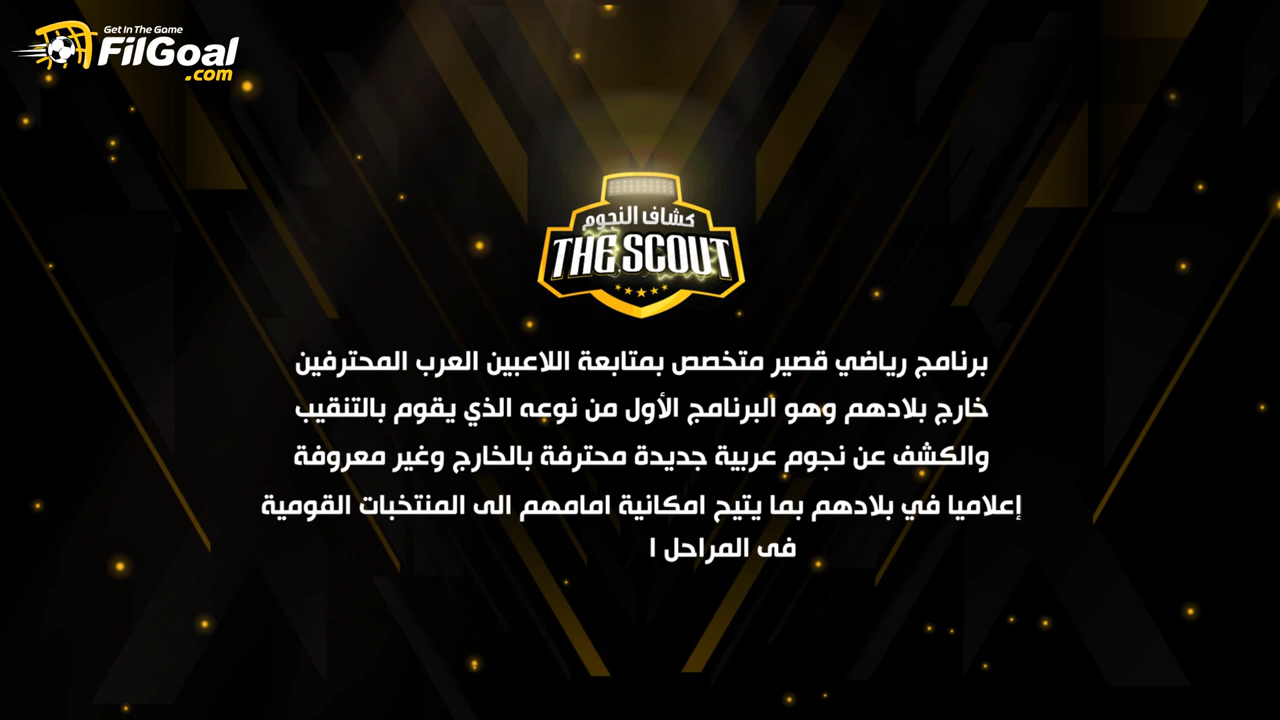 Get In The Game
FilGoal
.com
كشاف النجوم
THE SCOUT
برنامج رياضي قصير متخصص بمتابعة اللاعبين العرب المحترفين
خارج بلادهم وهو البرنامج الأول من نوعه الذي يقوم بالتنقيب
والكشف عن نجوم عربية جديدة محترفة بالخارج وغير معروفة
إعلاميا في بلادهم بما يتيح امكانية امامهم الى المنتخبات القومية
فى المراحل ا